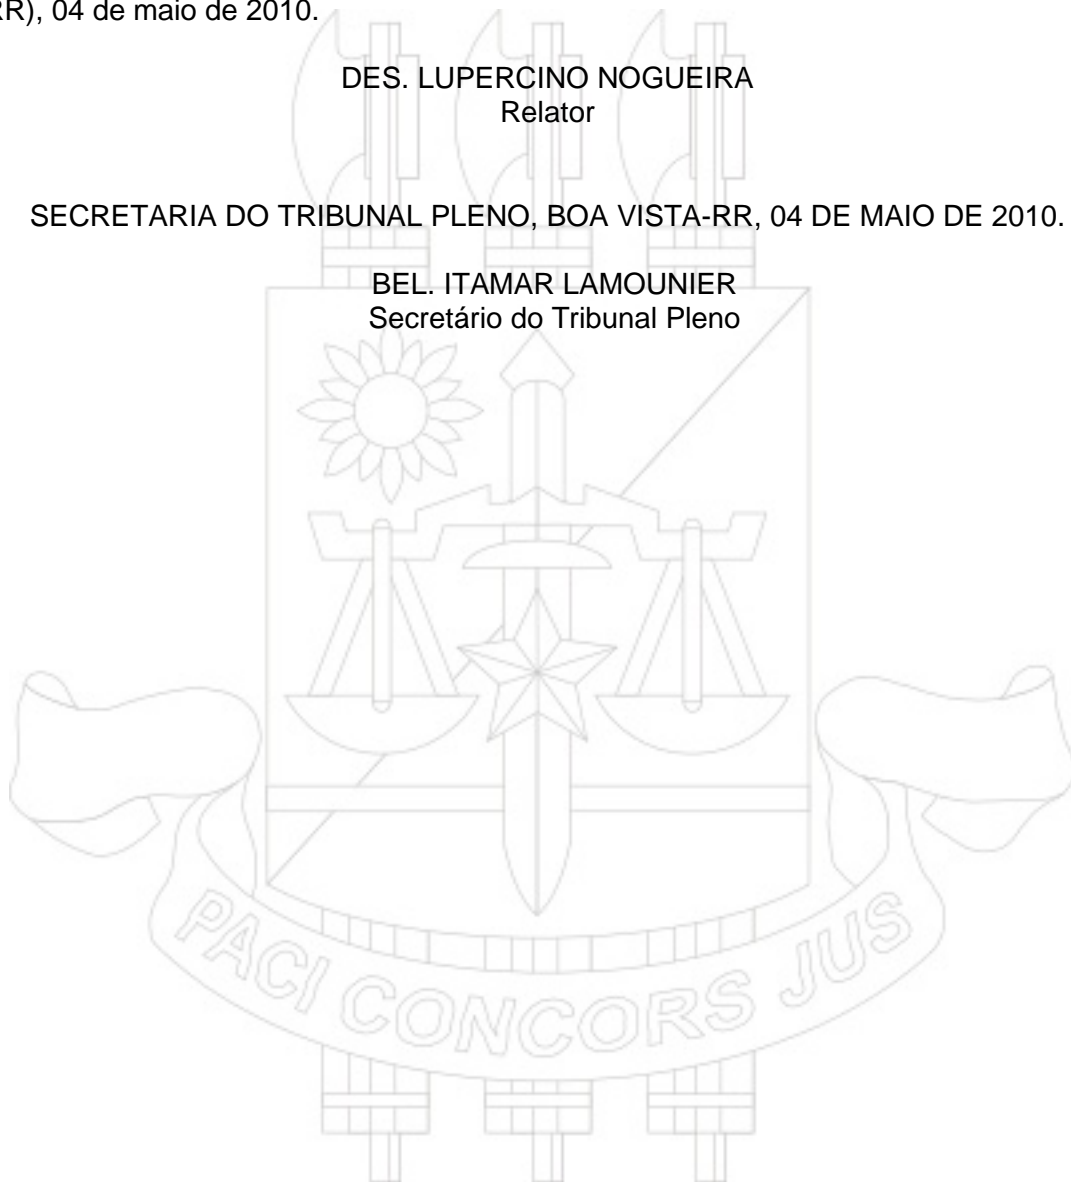 RR), 04 de maio de 2010.
DES. LUPERCINO NOGUEIRA
Relator
SECRETARIA DO TRIBUNAL PLENO, BOA VISTA-RR, 04 DE MAIO DE 2010.
BEL. ITAMAR LAMOUNIER
Secretário do Tribunal Pleno
PACI CONCORS JUS